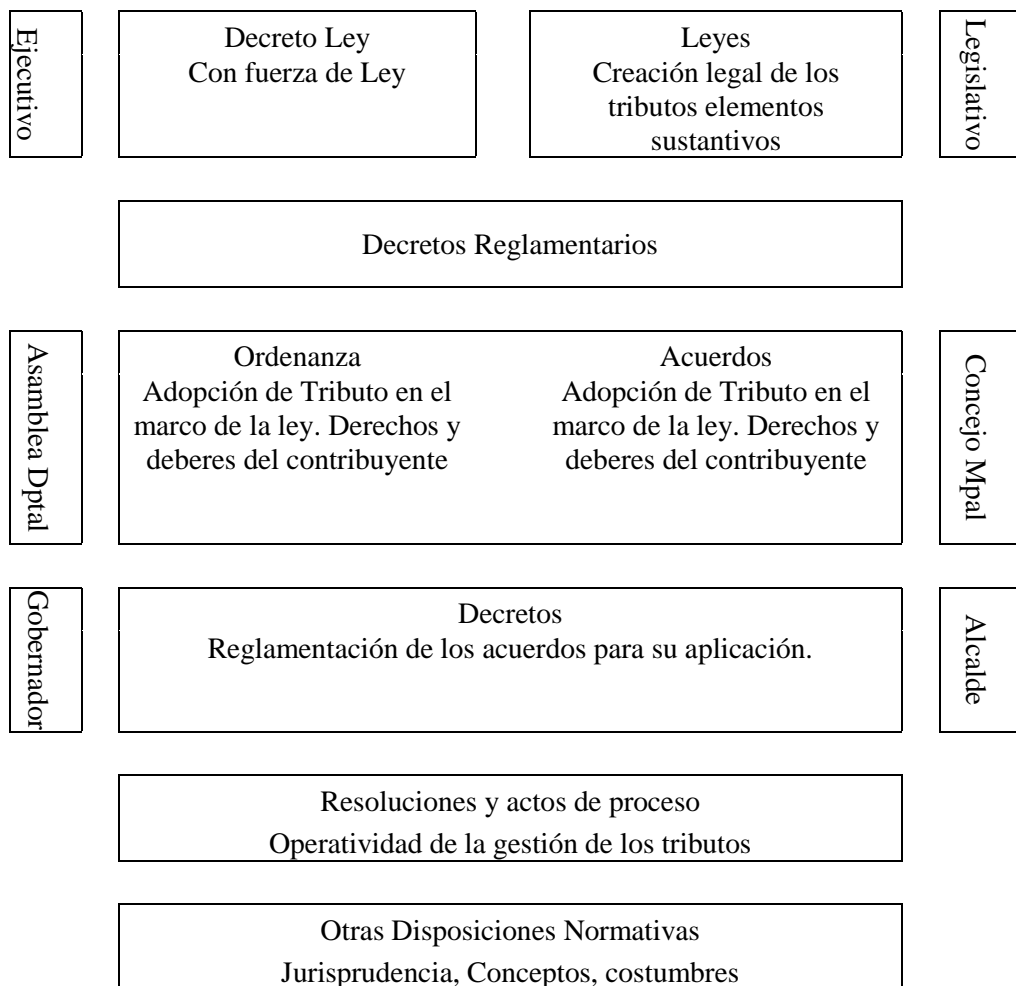 Ejecutivo
Decreto Ley
Con fuerza de Ley
Leyes
Creación legal de los
tributos elementos
sustantivos
Legislativo
Decretos Reglamentarios
Asamblea Dptal
Ordenanza
Adopción de Tributo en el
marco de la ley. Derechos y
deberes del contribuyente
Acuerdos
Adopción de Tributo en el
marco de la ley. Derechos y
deberes del contribuyente
Concejo Mpal
Gobernador
Decretos
Reglamentación de los acuerdos para su aplicación.
Alcalde
Resoluciones y actos de proceso
Operatividad de la gestión de los tributos
Otras Disposiciones Normativas
Jurisprudencia, Conceptos, costumbres